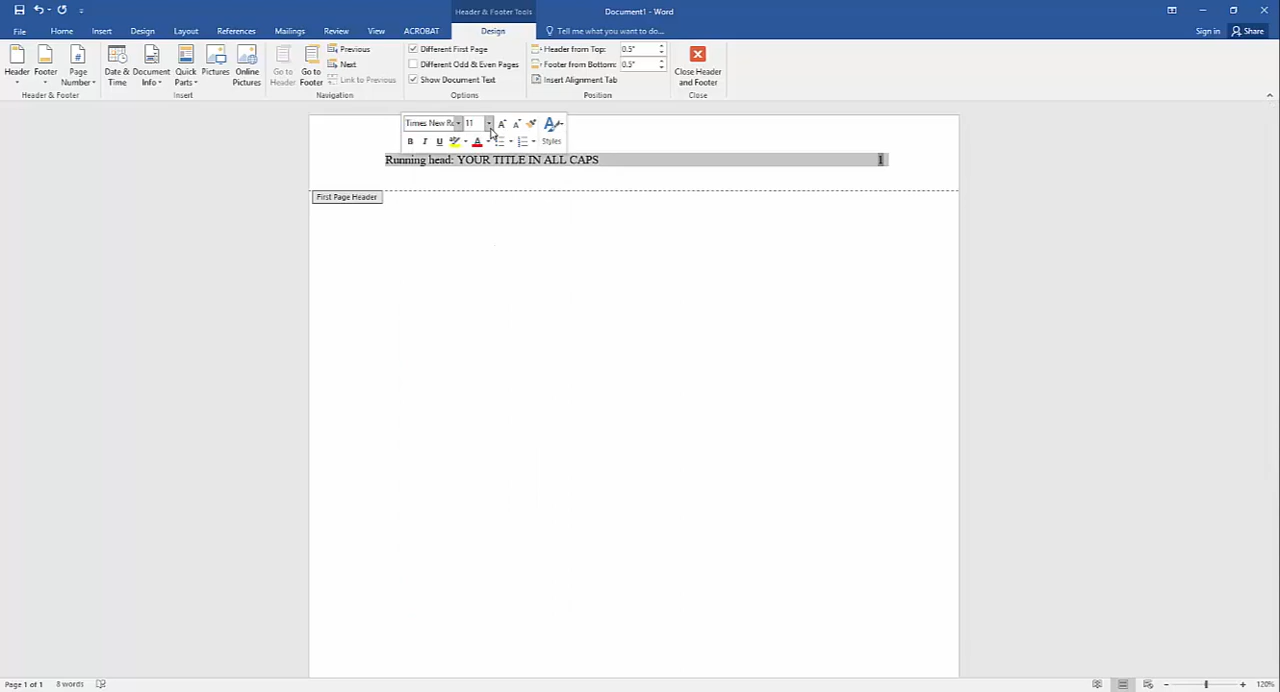 Header & Footer Tools
Document1 - Word
File Home Insert Design Layout References Mailings Review View ACROBAT Design Tell me what you want to do... Sign in Share
Header Footer Page Number
Header & Footer
Date & Time Document Info Quick Parts Pictures Online Pictures
Insert
Go to Header Go to Footer Previous Next Link to Previous
Navigation
Different First Page
Different Odd & Even Pages
Show Document Text
Options
Header from Top: 0.5"
Footer from Bottom: 0.5"
Insert Alignment Tab
Position
Close Header and Footer
Close
Times New Ro 11
B I U ab A Styles
Running head: YOUR TITLE IN ALL CAPS 1
First Page Header
Page 1 of 1 8 words 120%